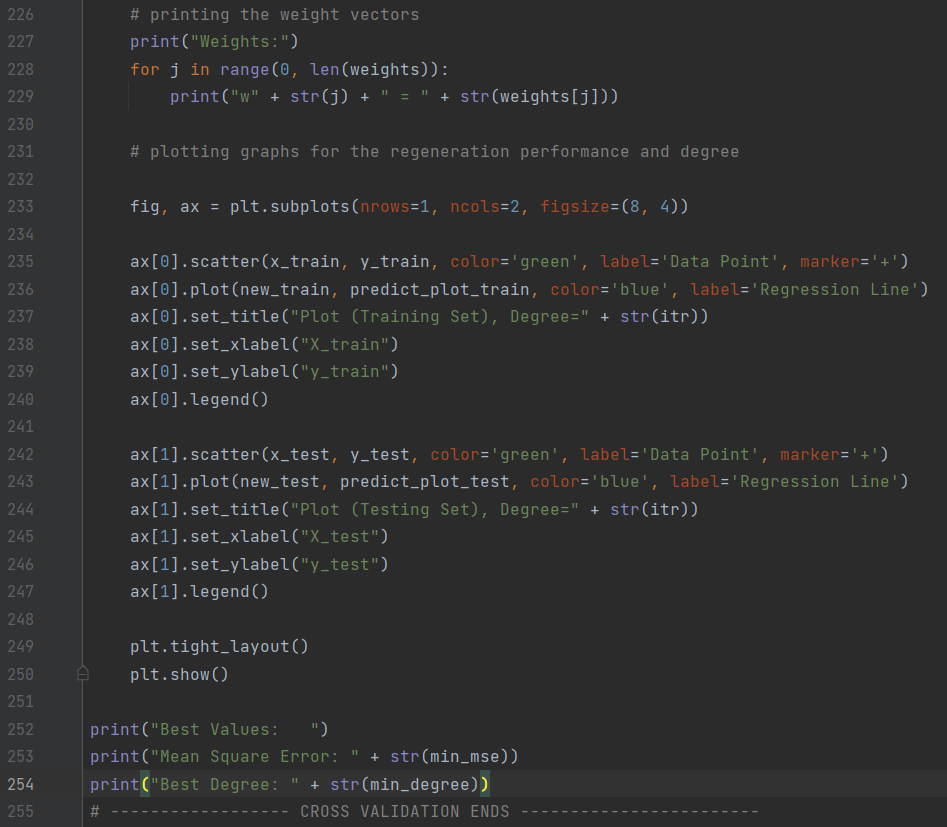 226 # printing the weight vectors
227 print("Weights:")
228 for j in range(0, len(weights)):
229 print("w" + str(j) + " = " + str(weights[j]))
230
231 # plotting graphs for the regeneration performance and degree
232
233 fig, ax = plt.subplots(nrows=1, ncols=2, figsize=(8, 4))
234
235 ax[0].scatter(x_train, y_train, color='green', label='Data Point', marker='+')
236 ax[0].plot(new_train, predict_plot_train, color='blue', label='Regression Line')
237 ax[0].set_title("Plot (Training Set), Degree=" + str(itr))
238 ax[0].set_xlabel("X_train")
239 ax[0].set_ylabel("y_train")
240 ax[0].legend()
241
242 ax[1].scatter(x_test, y_test, color='green', label='Data Point', marker='+')
243 ax[1].plot(new_test, predict_plot_test, color='blue', label='Regression Line')
244 ax[1].set_title("Plot (Testing Set), Degree=" + str(itr))
245 ax[1].set_xlabel("X_test")
246 ax[1].set_ylabel("y_test")
247 ax[1].legend()
248
249 plt.tight_layout()
250 plt.show()
251
252 print("Best Values:   ")
253 print("Mean Square Error: " + str(min_mse))
254 print("Best Degree: " + str(min_degree))
255 # ------------------ CROSS VALIDATION ENDS ------------------------